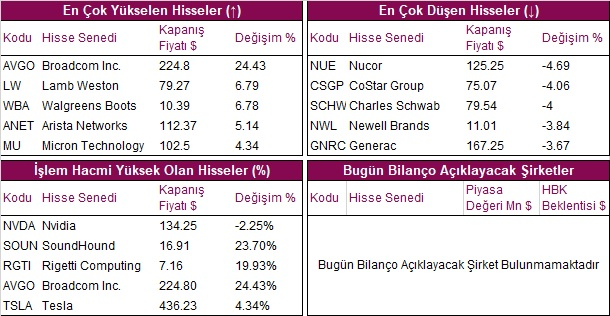 En Çok Yükselen Hisseler (↑)
Kodu Hisse Senedi Kapanış Fiyatı $ Değişim %
AVGO Broadcom Inc. 224.8 24.43
LW Lamb Weston 79.27 6.79
WBA Walgreens Boots 10.39 6.78
ANET Arista Networks 112.37 5.14
MU Micron Technology 102.5 4.34
En Çok Düşen Hisseler (↓)
Kodu Hisse Senedi Kapanış Fiyatı $ Değişim %
NUE Nucor 125.25 -4.69
CSGP CoStar Group 75.07 -4.06
SCHW Charles Schwab 79.54 -4
NWL Newell Brands 11.01 -3.84
GNRC Generac 167.25 -3.67
İşlem Hacmi Yüksek Olan Hisseler (%)
Kodu Hisse Senedi Kapanış Fiyatı $ Değişim %
NVDA Nvidia 134.25 -2.25%
SOUN SoundHound 16.91 23.70%
RGTI Rigetti Computing 7.16 19.93%
AVGO Broadcom Inc. 224.80 24.43%
TSLA Tesla 436.23 4.34%
Bugün Bilanço Açıklayacak Şirketler
Kodu Hisse Senedi Piyasa Değeri Mn $ HBK Beklentisi $
Bugün Bilanço Açıklayacak Şirket Bulunmamaktadır